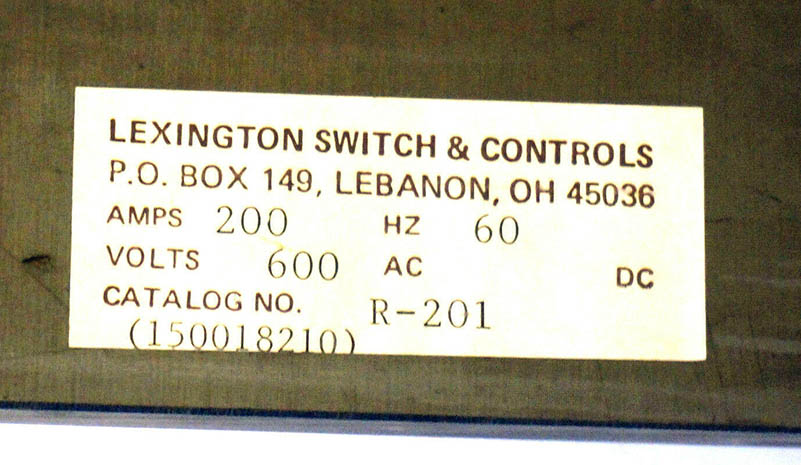 LEXINGTON SWITCH & CONTROLS
P.O. BOX 149, LEBANON, OH 45036
AMPS 200 HZ 60
VOLTS 600 AC DC
CATALOG NO. R-201
(150018210)